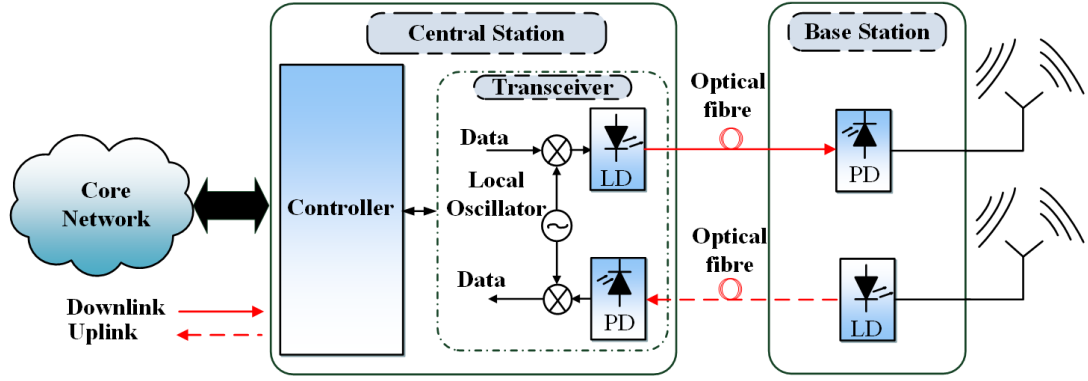 Central Station
Base Station
Transceiver
Optical
fibre
Data
LD
PD
Core
Network
Controller
Local
Oscillator
Optical
fibre
Data
PD
LD
Downlink
Uplink